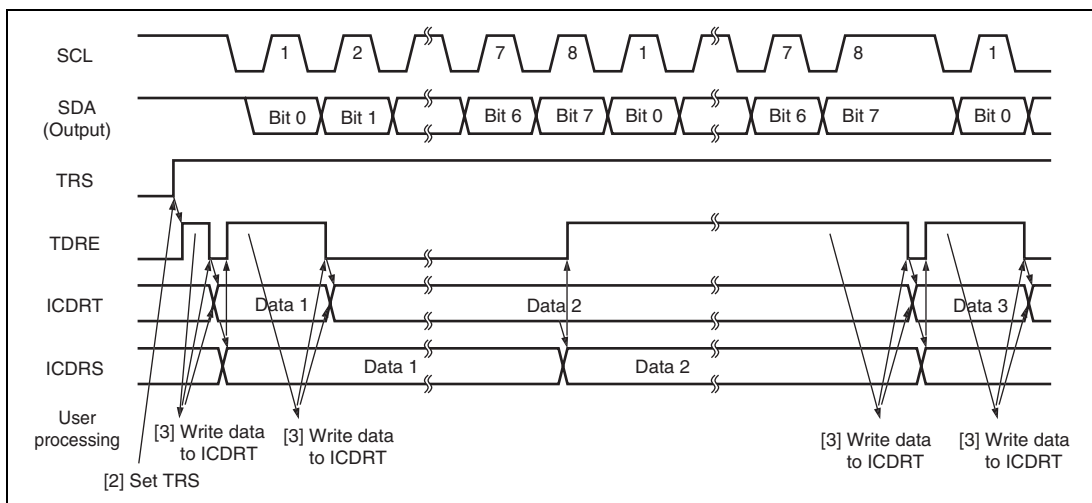 SCL 1 2 7 8 1 7 8 1
SDA
(Output)
Bit 0 Bit 1 Bit 6 Bit 7 Bit 0 Bit 6 Bit 7 Bit 0
TRS
TDRE
ICDRT Data 1 Data 2 Data 3
ICDRS Data 1 Data 2
User
processing
[3] Write data
to ICDRT
[3] Write data
to ICDRT
[3] Write data
to ICDRT
[3] Write data
to ICDRT
[2] Set TRS